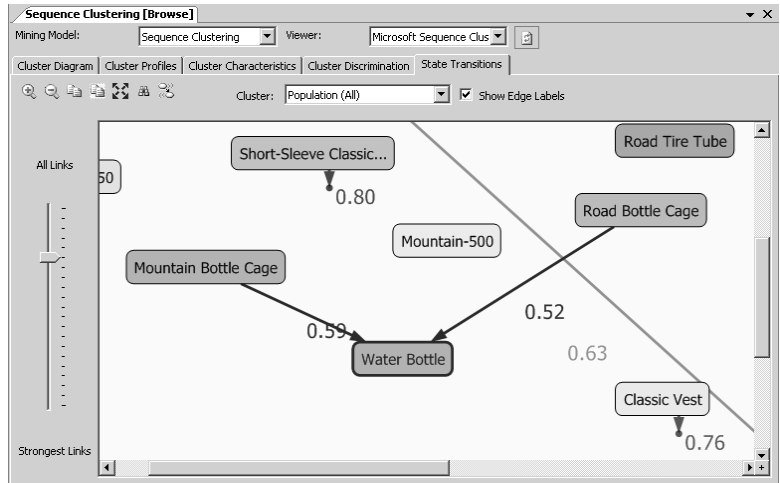 Sequence Clustering [Browse]
Mining Model: Sequence Clustering Viewer: Microsoft Sequence Clus
Cluster Diagram Cluster Profiles Cluster Characteristics Cluster Discrimination State Transitions
Cluster: Population (All) Show Edge Labels
All Links
50
Short-Sleeve Classic...
0.80
Road Tire Tube
Road Bottle Cage
Mountain-500
Mountain Bottle Cage
0.59
0.52
Water Bottle
0.63
Classic Vest
0.76
Strongest Links